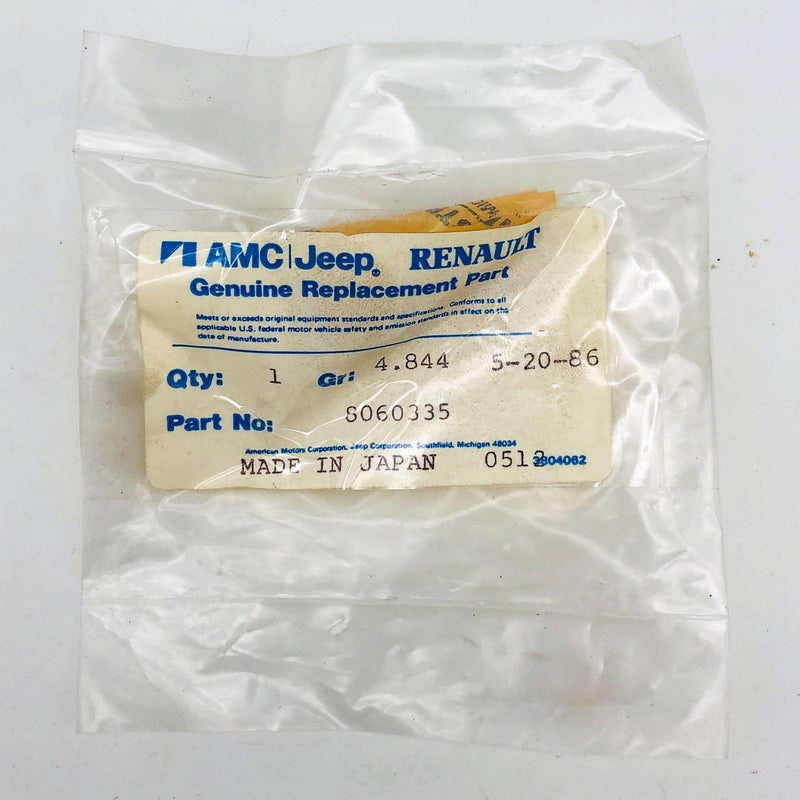 AMC|Jeep® RENAULT
Genuine Replacement Part
Meets or exceeds original equipment standards and specifications. Conforms to all
applicable U.S. federal motor vehicle safety and emission standards in effect on the
date of manufacture.
Qty: 1 Gr: 4.844 5-20-86
Part No: 8060335
American Motors Corporation, Jeep Corporation, Southfield, Michigan 48034
MADE IN JAPAN 0512 3804062